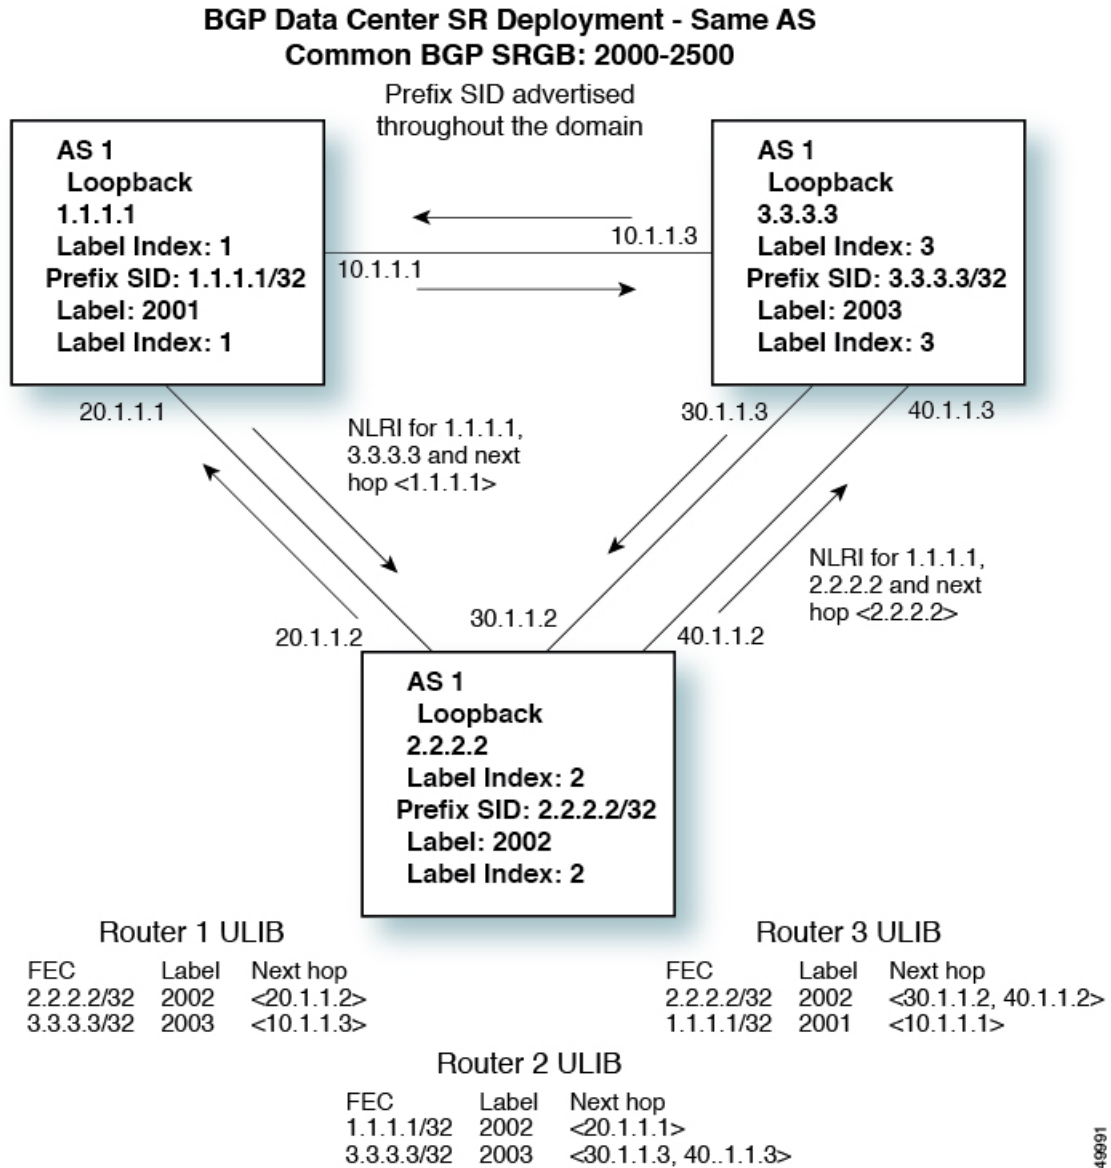 BGP Data Center SR Deployment - Same AS
Common BGP SRGB: 2000-2500
Prefix SID advertised
throughout the domain
AS 1
Loopback
1.1.1.1
Label Index: 1
Prefix SID: 1.1.1.1/32
Label: 2001
Label Index: 1
AS 1
Loopback
3.3.3.3
Label Index: 3
Prefix SID: 3.3.3.3/32
Label: 2003
Label Index: 3
10.1.1.3
10.1.1.1
20.1.1.1
30.1.1.3
40.1.1.3
NLRI for 1.1.1.1,
3.3.3.3 and next
hop <1.1.1.1>
NLRI for 1.1.1.1,
2.2.2.2 and next
hop <2.2.2.2>
20.1.1.2
30.1.1.2
40.1.1.2
AS 1
Loopback
2.2.2.2
Label Index: 2
Prefix SID: 2.2.2.2/32
Label: 2002
Label Index: 2
Router 1 ULIB
FEC Label Next hop
2.2.2.2/32 2002 <20.1.1.2>
3.3.3.3/32 2003 <10.1.1.3>
Router 3 ULIB
FEC Label Next hop
2.2.2.2/32 2002 <30.1.1.2, 40.1.1.2>
1.1.1.1/32 2001 <10.1.1.1>
Router 2 ULIB
FEC Label Next hop
1.1.1.1/32 2002 <20.1.1.1>
3.3.3.3/32 2003 <30.1.1.3, 40..1.1.3>